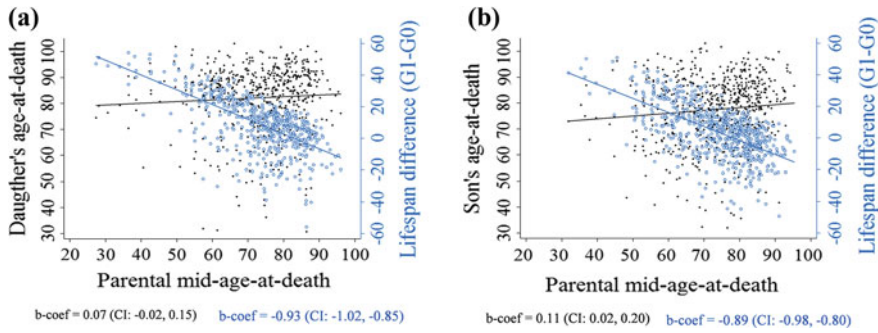 (a)
Daugther's age-at-death
30 40 50 60 70 80 90 100
-60 -40 -20 0 20 40 60
Lifespan difference (G1-G0)
20 30 40 50 60 70 80 90 100
Parental mid-age-at-death
b-coef = 0.07 (CI: -0.02, 0.15) b-coef = -0.93 (CI: -1.02, -0.85)
(b)
Son's age-at-death
30 40 50 60 70 80 90 100
-60 -40 -20 0 20 40 60
Lifespan difference (G1-G0)
20 30 40 50 60 70 80 90 100
Parental mid-age-at-death
b-coef = 0.11 (CI: 0.02, 0.20) b-coef = -0.89 (CI: -0.98, -0.80)